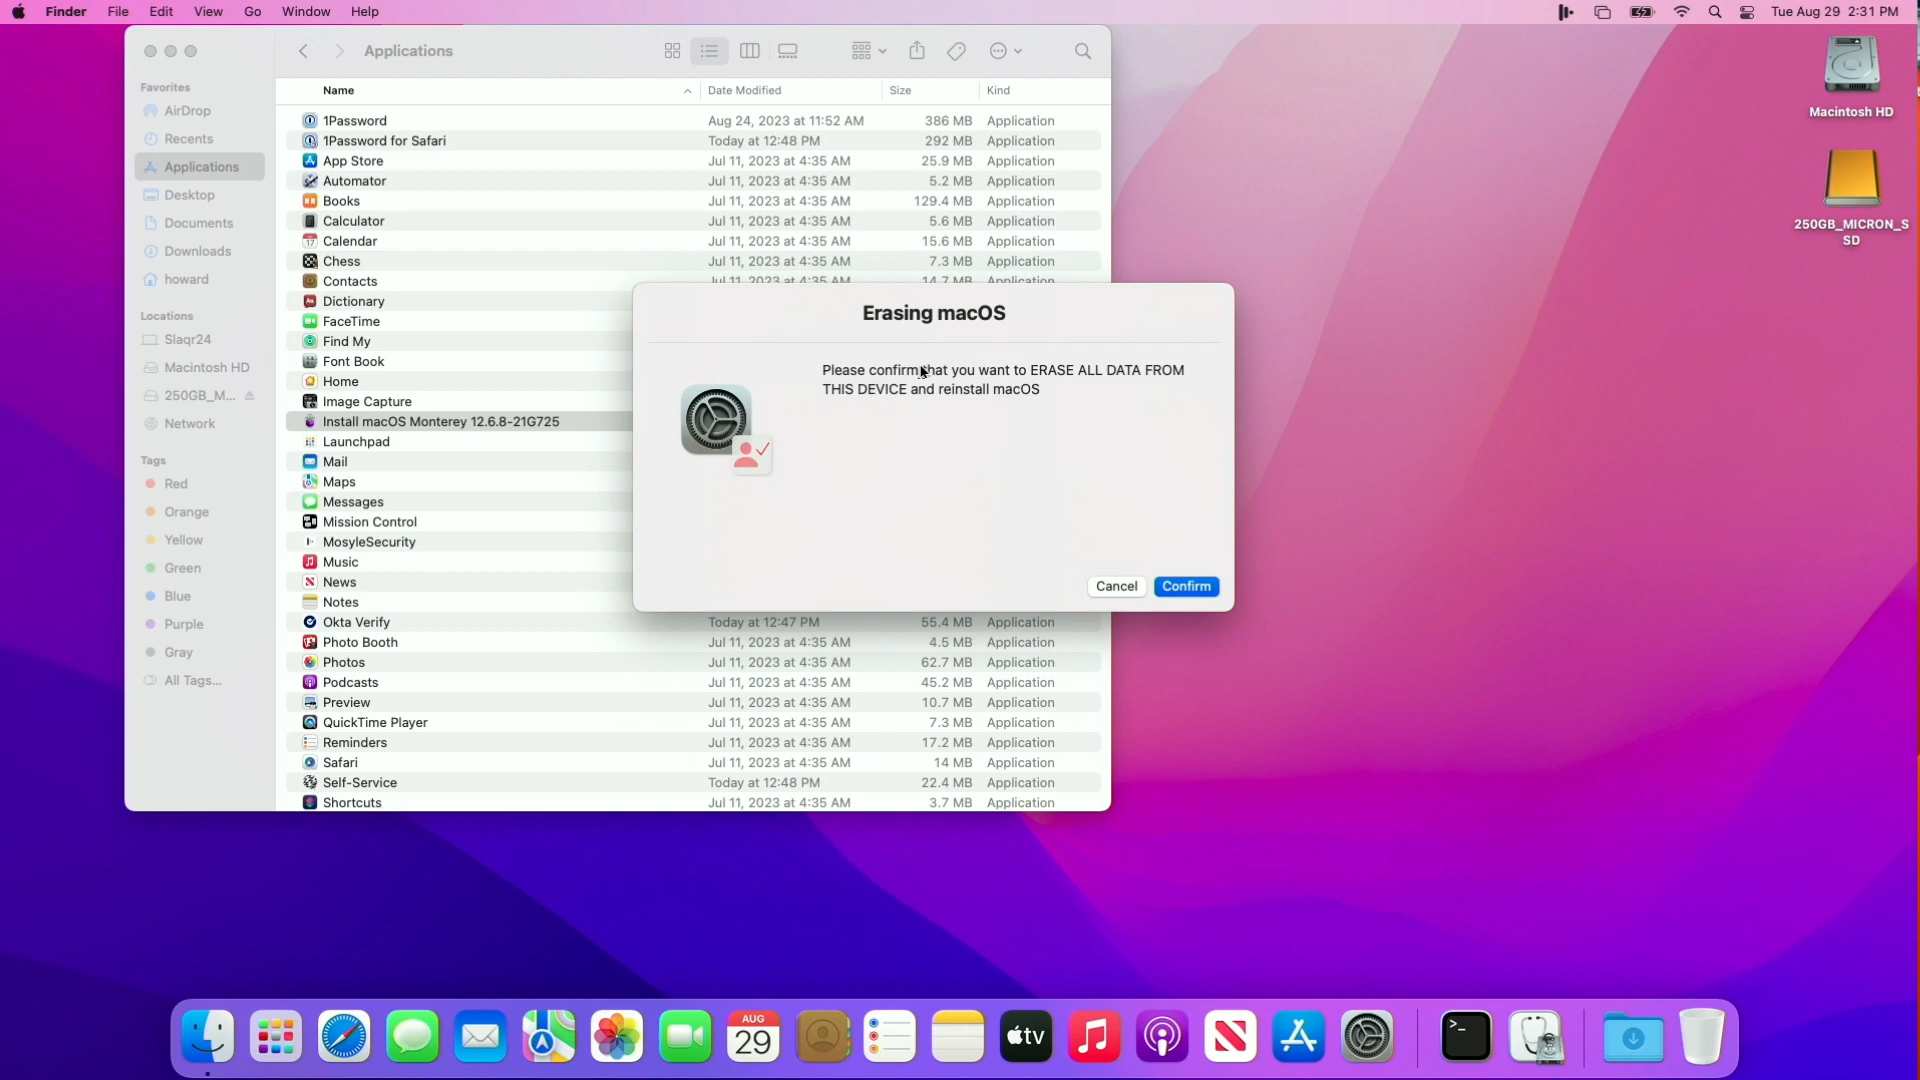 Finder File Edit View Go Window Help
Tue Aug 29 2:31 PM
Applications
Favorites
AirDrop
Recents
Applications
Desktop
Documents
Downloads
howard
Locations
Slaqr24
Macintosh HD
250GB_M...
Network
Tags
Red
Orange
Yellow
Green
Blue
Purple
Gray
All Tags...
Name Date Modified Size Kind
1Password Aug 24, 2023 at 11:52 AM 386 MB Application
1Password for Safari Today at 12:48 PM 292 MB Application
App Store Jul 11, 2023 at 4:35 AM 25.9 MB Application
Automator Jul 11, 2023 at 4:35 AM 5.2 MB Application
Books Jul 11, 2023 at 4:35 AM 129.4 MB Application
Calculator Jul 11, 2023 at 4:35 AM 5.6 MB Application
Calendar Jul 11, 2023 at 4:35 AM 15.6 MB Application
Chess Jul 11, 2023 at 4:35 AM 7.3 MB Application
Contacts Jul 11, 2023 at 4:35 AM 14.7 MB Application
Dictionary
FaceTime
Find My
Font Book
Home
Image Capture
Install macOS Monterey 12.6.8-21G725
Launchpad
Mail
Maps
Messages
Mission Control
MosyleSecurity
Music
News
Notes
Okta Verify Today at 12:47 PM 55.4 MB Application
Photo Booth Jul 11, 2023 at 4:35 AM 4.5 MB Application
Photos Jul 11, 2023 at 4:35 AM 62.7 MB Application
Podcasts Jul 11, 2023 at 4:35 AM 45.2 MB Application
Preview Jul 11, 2023 at 4:35 AM 10.7 MB Application
QuickTime Player Jul 11, 2023 at 4:35 AM 7.3 MB Application
Reminders Jul 11, 2023 at 4:35 AM 17.2 MB Application
Safari Jul 11, 2023 at 4:35 AM 14 MB Application
Self-Service Today at 12:48 PM 22.4 MB Application
Shortcuts Jul 11, 2023 at 4:35 AM 3.7 MB Application
Erasing macOS
Please confirm that you want to ERASE ALL DATA FROM
THIS DEVICE and reinstall macOS
Cancel Confirm
Macintosh HD
250GB_MICRON_S
SD
AUG
29
tv
>_